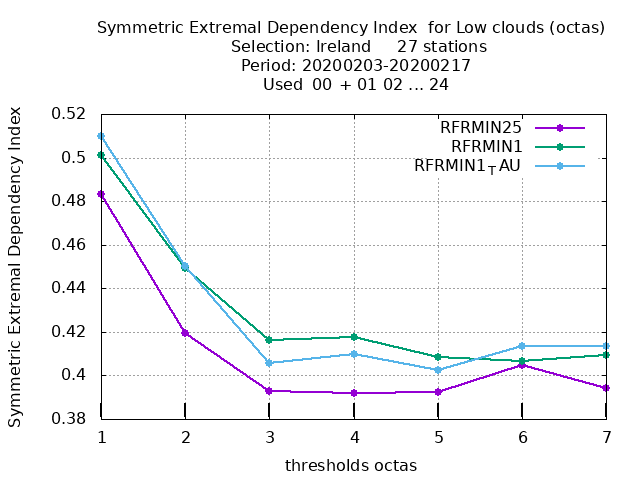 Symmetric Extremal Dependency Index  for Low clouds (octas)
Selection: Ireland     27 stations
Period: 20200203-20200217
Used  00 + 01 02 ... 24
Symmetric Extremal Dependency Index
0.52
0.5
0.48
0.46
0.44
0.42
0.4
0.38
RFRMIN25
RFRMIN1
RFRMIN1TAU
1 2 3 4 5 6 7
thresholds octas